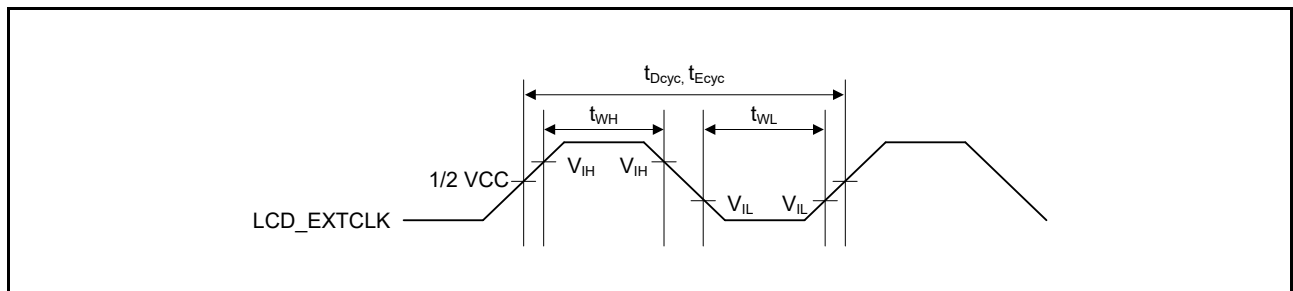 tDcyc, tEcyc
tWH
tWL
VIH
VIH
1/2 VCC
VIL
VIL
LCD_EXTCLK